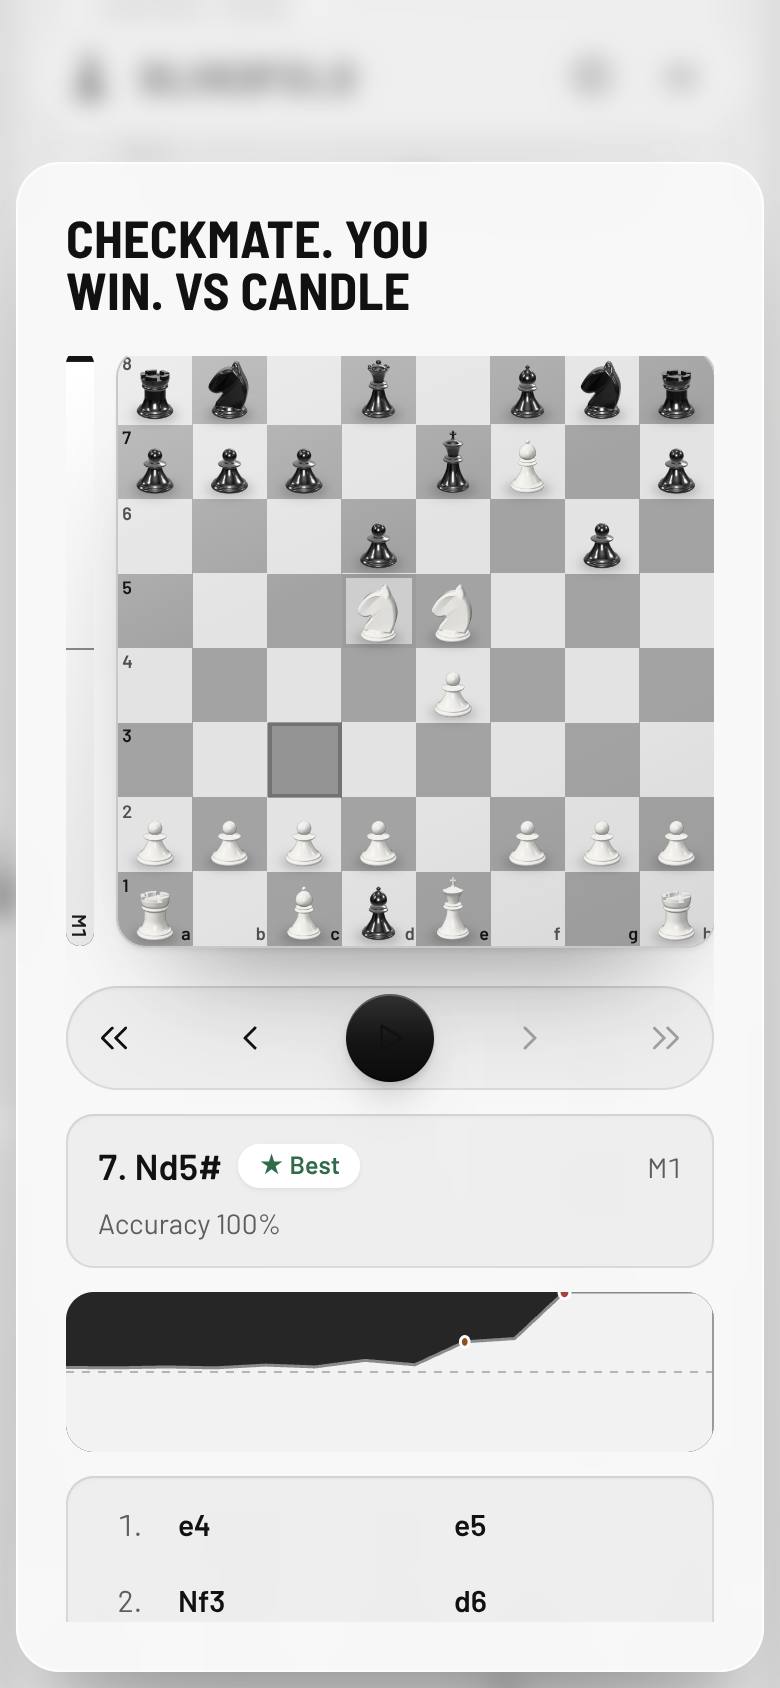 CHECKMATE. YOU
WIN. VS CANDLE
8
7
6
5
4
3
2
1
a b c d e f g h
M1
7. Nd5# ★ Best M1
Accuracy 100%
1. e4 e5
2. Nf3 d6